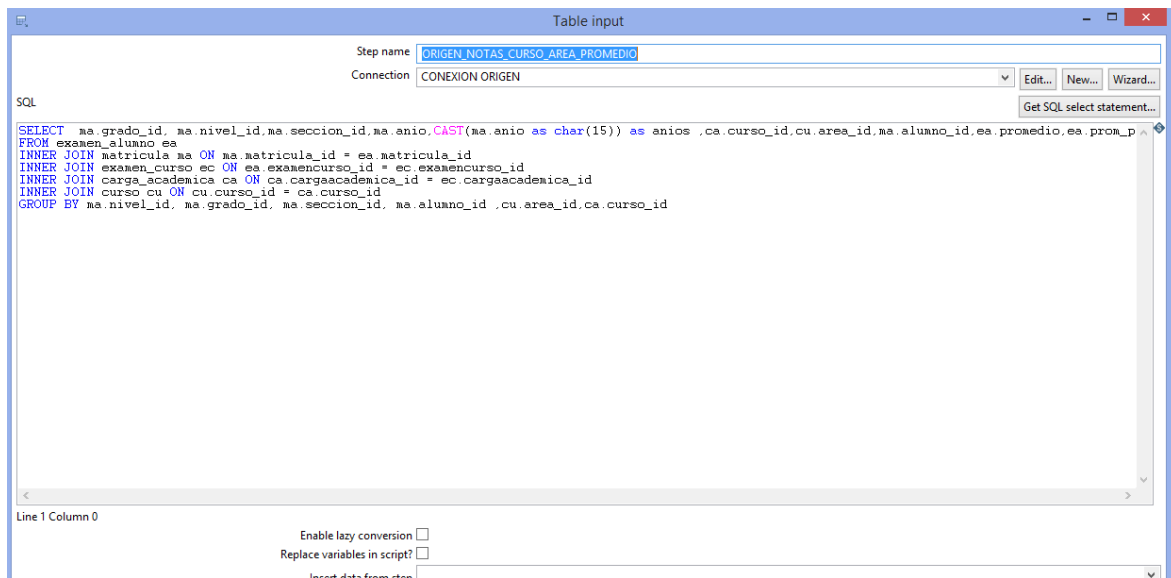 Table input
Step name ORIGEN_NOTAS_CURSO_AREA_PROMEDIO
Connection CONEXION ORIGEN Edit... New... Wizard...
SQL Get SQL select statement...
SELECT ma.grado_id, ma.nivel_id,ma.seccion_id,ma.anio,CAST(ma.anio as char(15)) as anios ,ca.curso_id,cu.area_id,ma.alumno_id,ea.promedio,ea.prom_p
FROM examen_alumno ea
INNER JOIN matricula ma ON ma.matricula_id = ea.matricula_id
INNER JOIN examen_curso ec ON ea.examencurso_id = ec.examencurso_id
INNER JOIN carga_academica ca ON ca.cargaacademica_id = ec.cargaacademica_id
INNER JOIN curso cu ON cu.curso_id = ca.curso_id
GROUP BY ma.nivel_id, ma.grado_id, ma.seccion_id, ma.alumno_id ,cu.area_id,ca.curso_id
Line 1 Column 0
Enable lazy conversion
Replace variables in script?
Insert data from step